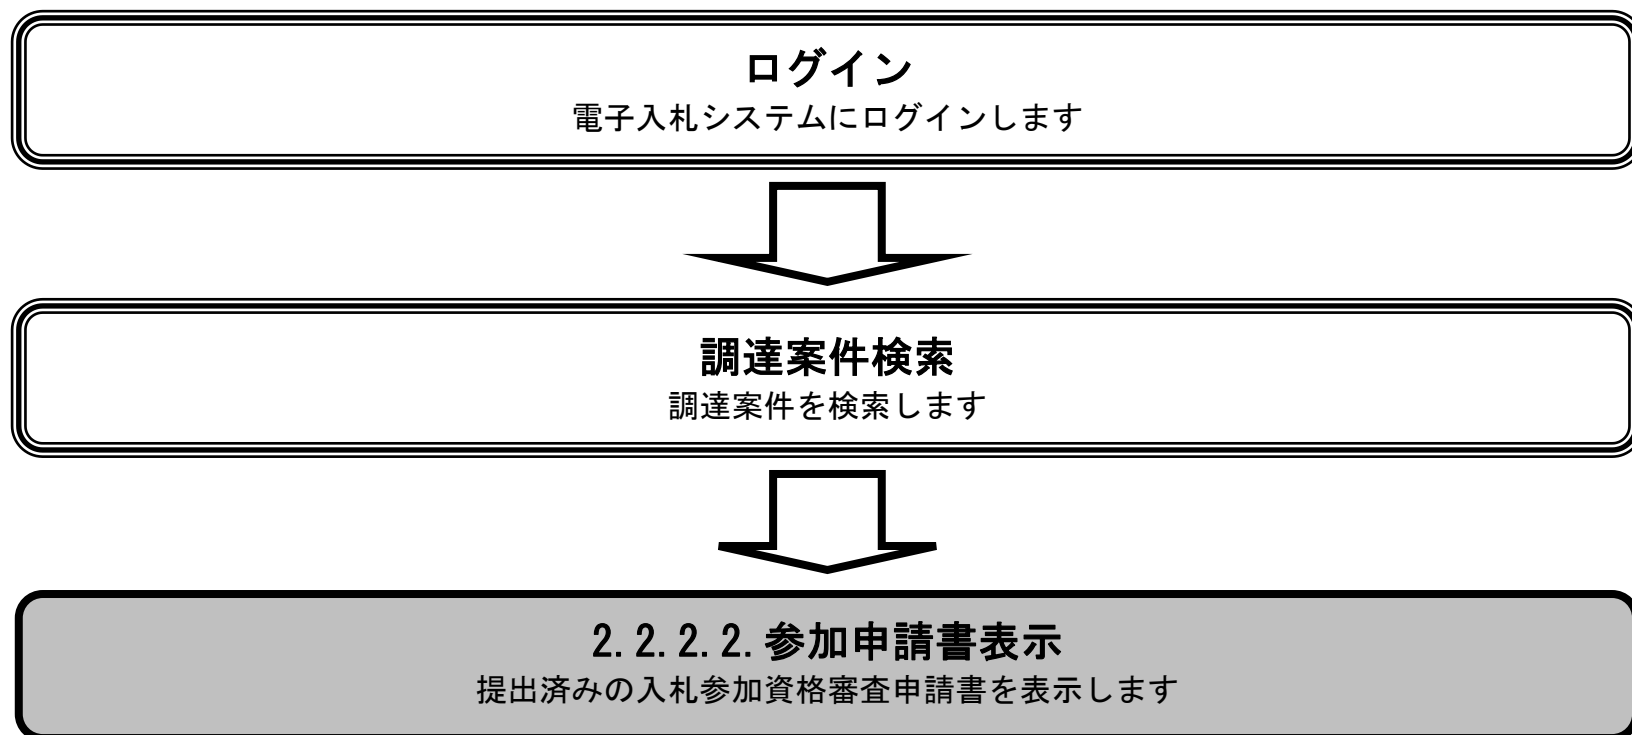 ログイン
電子入札システムにログインします
調達案件検索
調達案件を検索します
2.2.2.2.参加申請書表示
提出済みの入札参加資格審査申請書を表示します